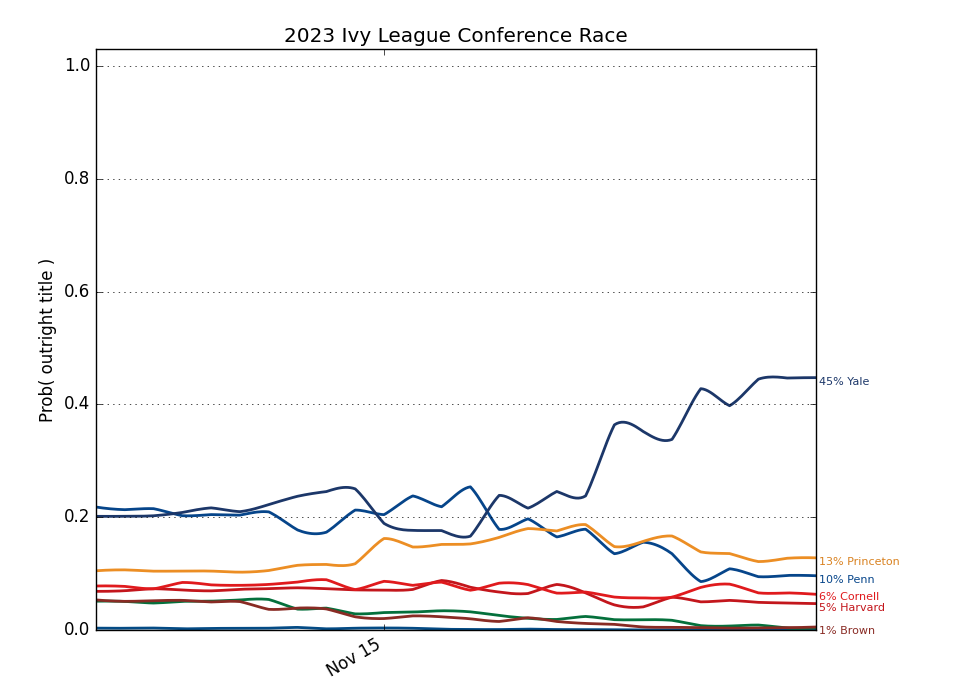 2023 Ivy League Conference Race
1.0
0.8
0.6
0.4
0.2
0.0
Prob( outright title )
Nov 15
45% Yale
13% Princeton
10% Penn
6% Cornell
5% Harvard
1% Brown